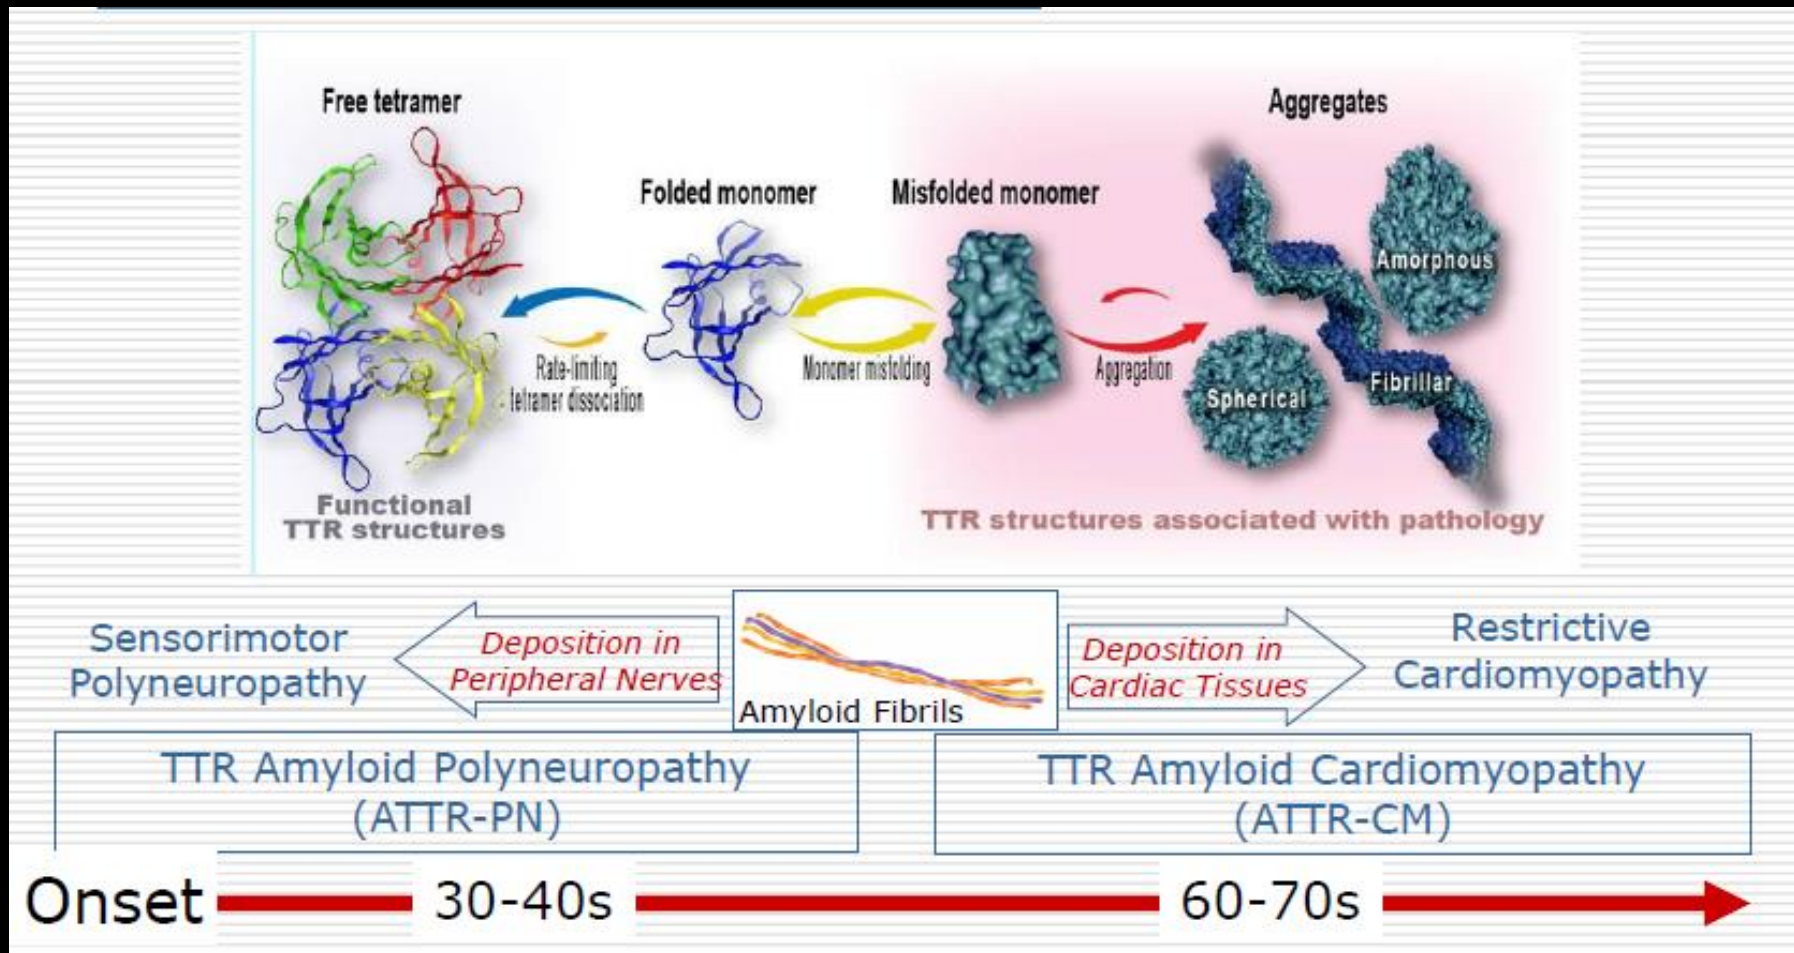 Free tetramer
Aggregates
Folded monomer
Misfolded monomer
Amorphous
Rate-limiting
tetramer dissociation
Monomer misfolding
Aggregation
Spherical
Fibrillar
Functional
TTR structures
TTR structures associated with pathology
Sensorimotor
Polyneuropathy
Deposition in
Peripheral Nerves
Amyloid Fibrils
Deposition in
Cardiac Tissues
Restrictive
Cardiomyopathy
TTR Amyloid Polyneuropathy
(ATTR-PN)
TTR Amyloid Cardiomyopathy
(ATTR-CM)
Onset
30-40s
60-70s